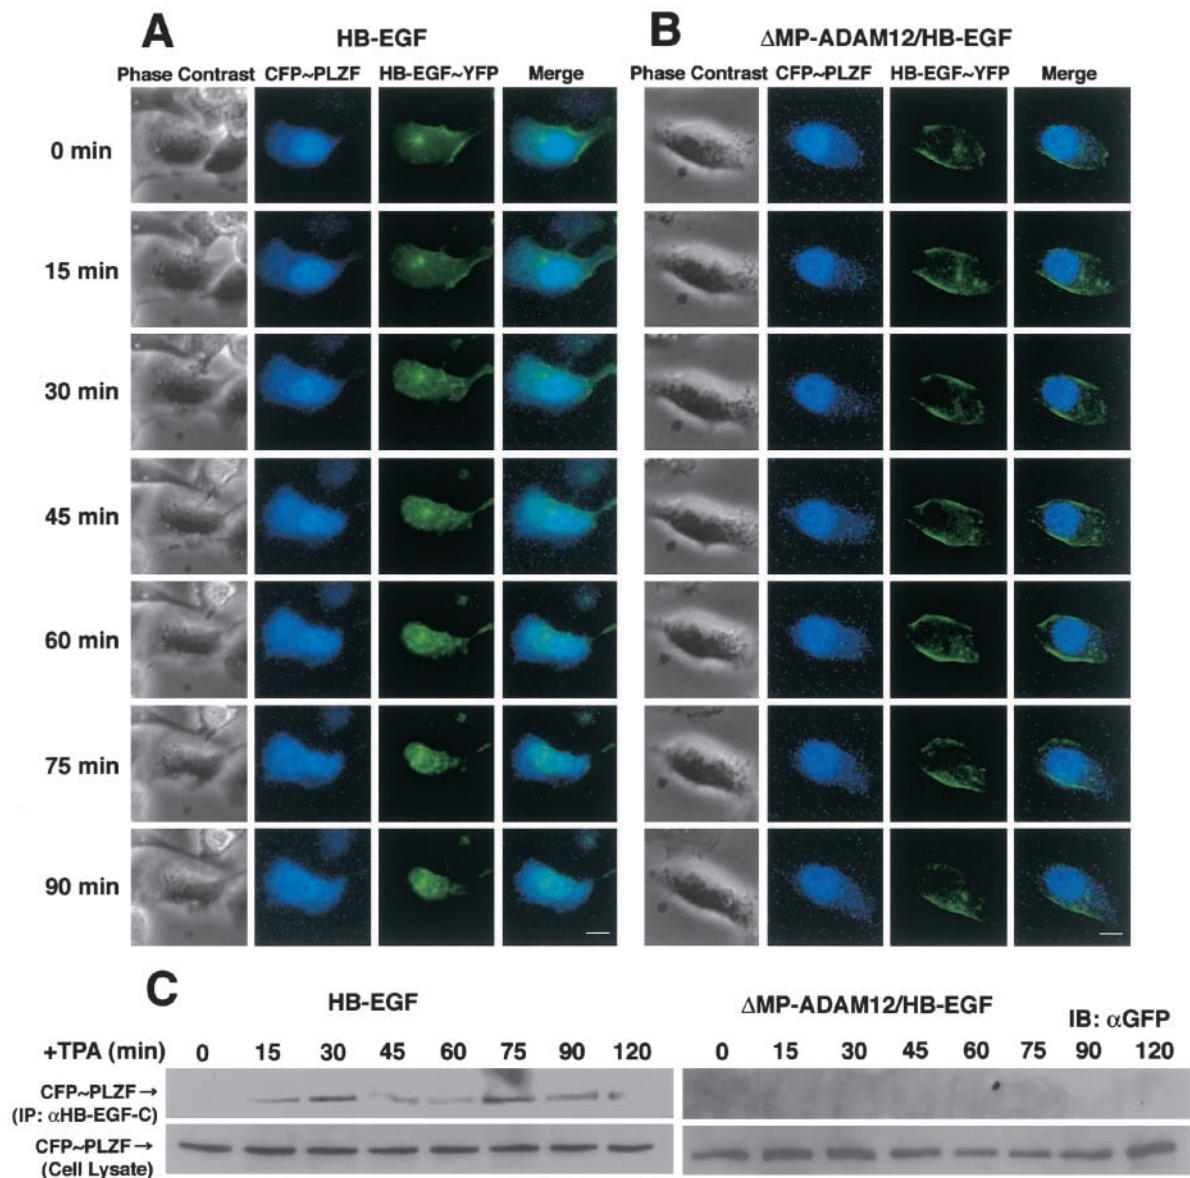 A
HB-EGF
Phase Contrast CFP~PLZF HB-EGF~YFP Merge
B
ΔMP-ADAM12/HB-EGF
Phase Contrast CFP~PLZF HB-EGF~YFP Merge
0 min
15 min
30 min
45 min
60 min
75 min
90 min
C
HB-EGF
ΔMP-ADAM12/HB-EGF
IB: αGFP
+TPA (min) 0 15 30 45 60 75 90 120
0 15 30 45 60 75 90 120
CFP~PLZF→
(IP: αHB-EGF-C)
CFP~PLZF→
(Cell Lysate)